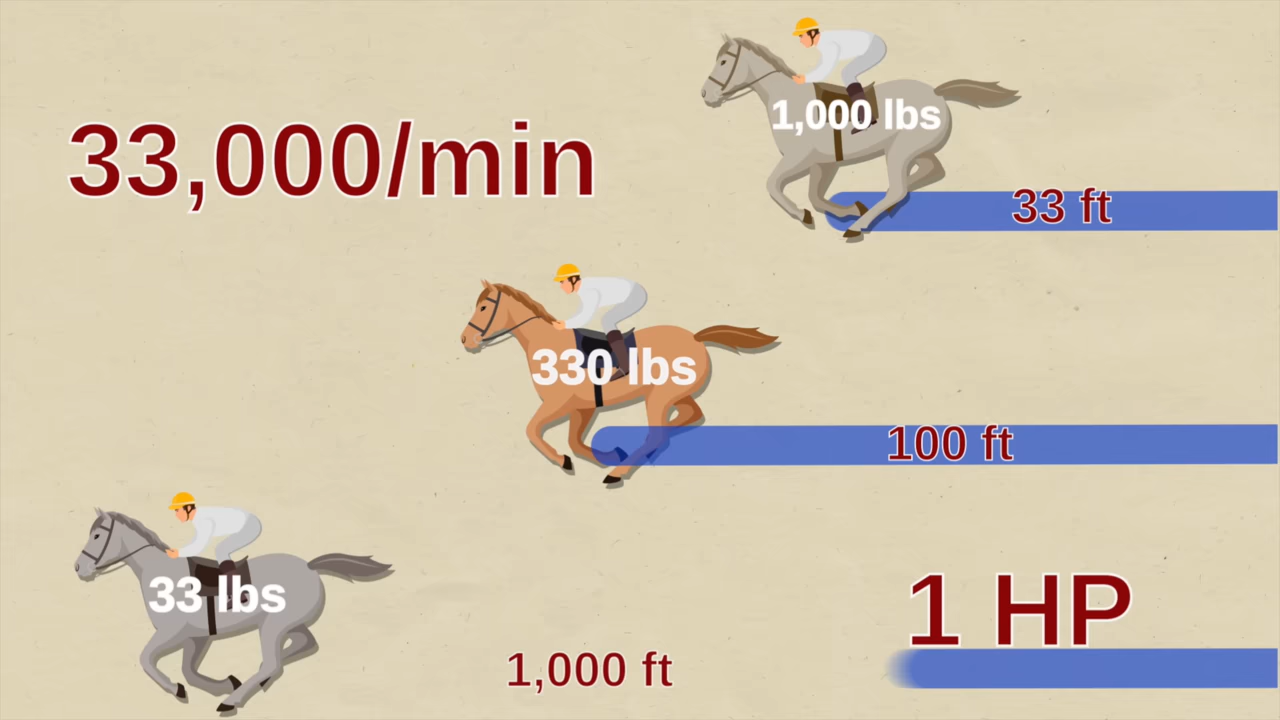 33,000/min
1,000 lbs
33 ft
330 lbs
100 ft
33 lbs
1,000 ft
1 HP